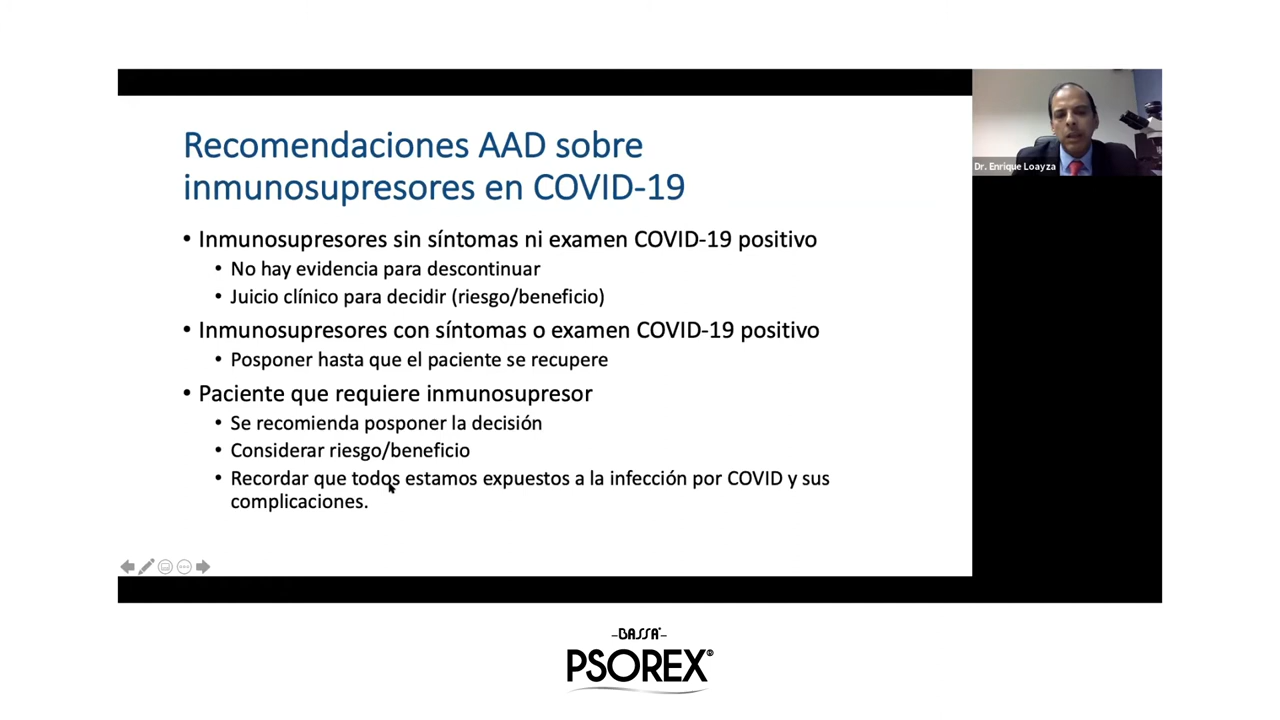 Recomendaciones AAD sobre
inmunosupresores en COVID-19
• Inmunosupresores sin síntomas ni examen COVID-19 positivo
• No hay evidencia para descontinuar
• Juicio clínico para decidir (riesgo/beneficio)
• Inmunosupresores con síntomas o examen COVID-19 positivo
• Posponer hasta que el paciente se recupere
• Paciente que requiere inmunosupresor
• Se recomienda posponer la decisión
• Considerar riesgo/beneficio
• Recordar que todos estamos expuestos a la infección por COVID y sus
complicaciones.
Dr. Enrique Loayza
BASSA
PSOREX®